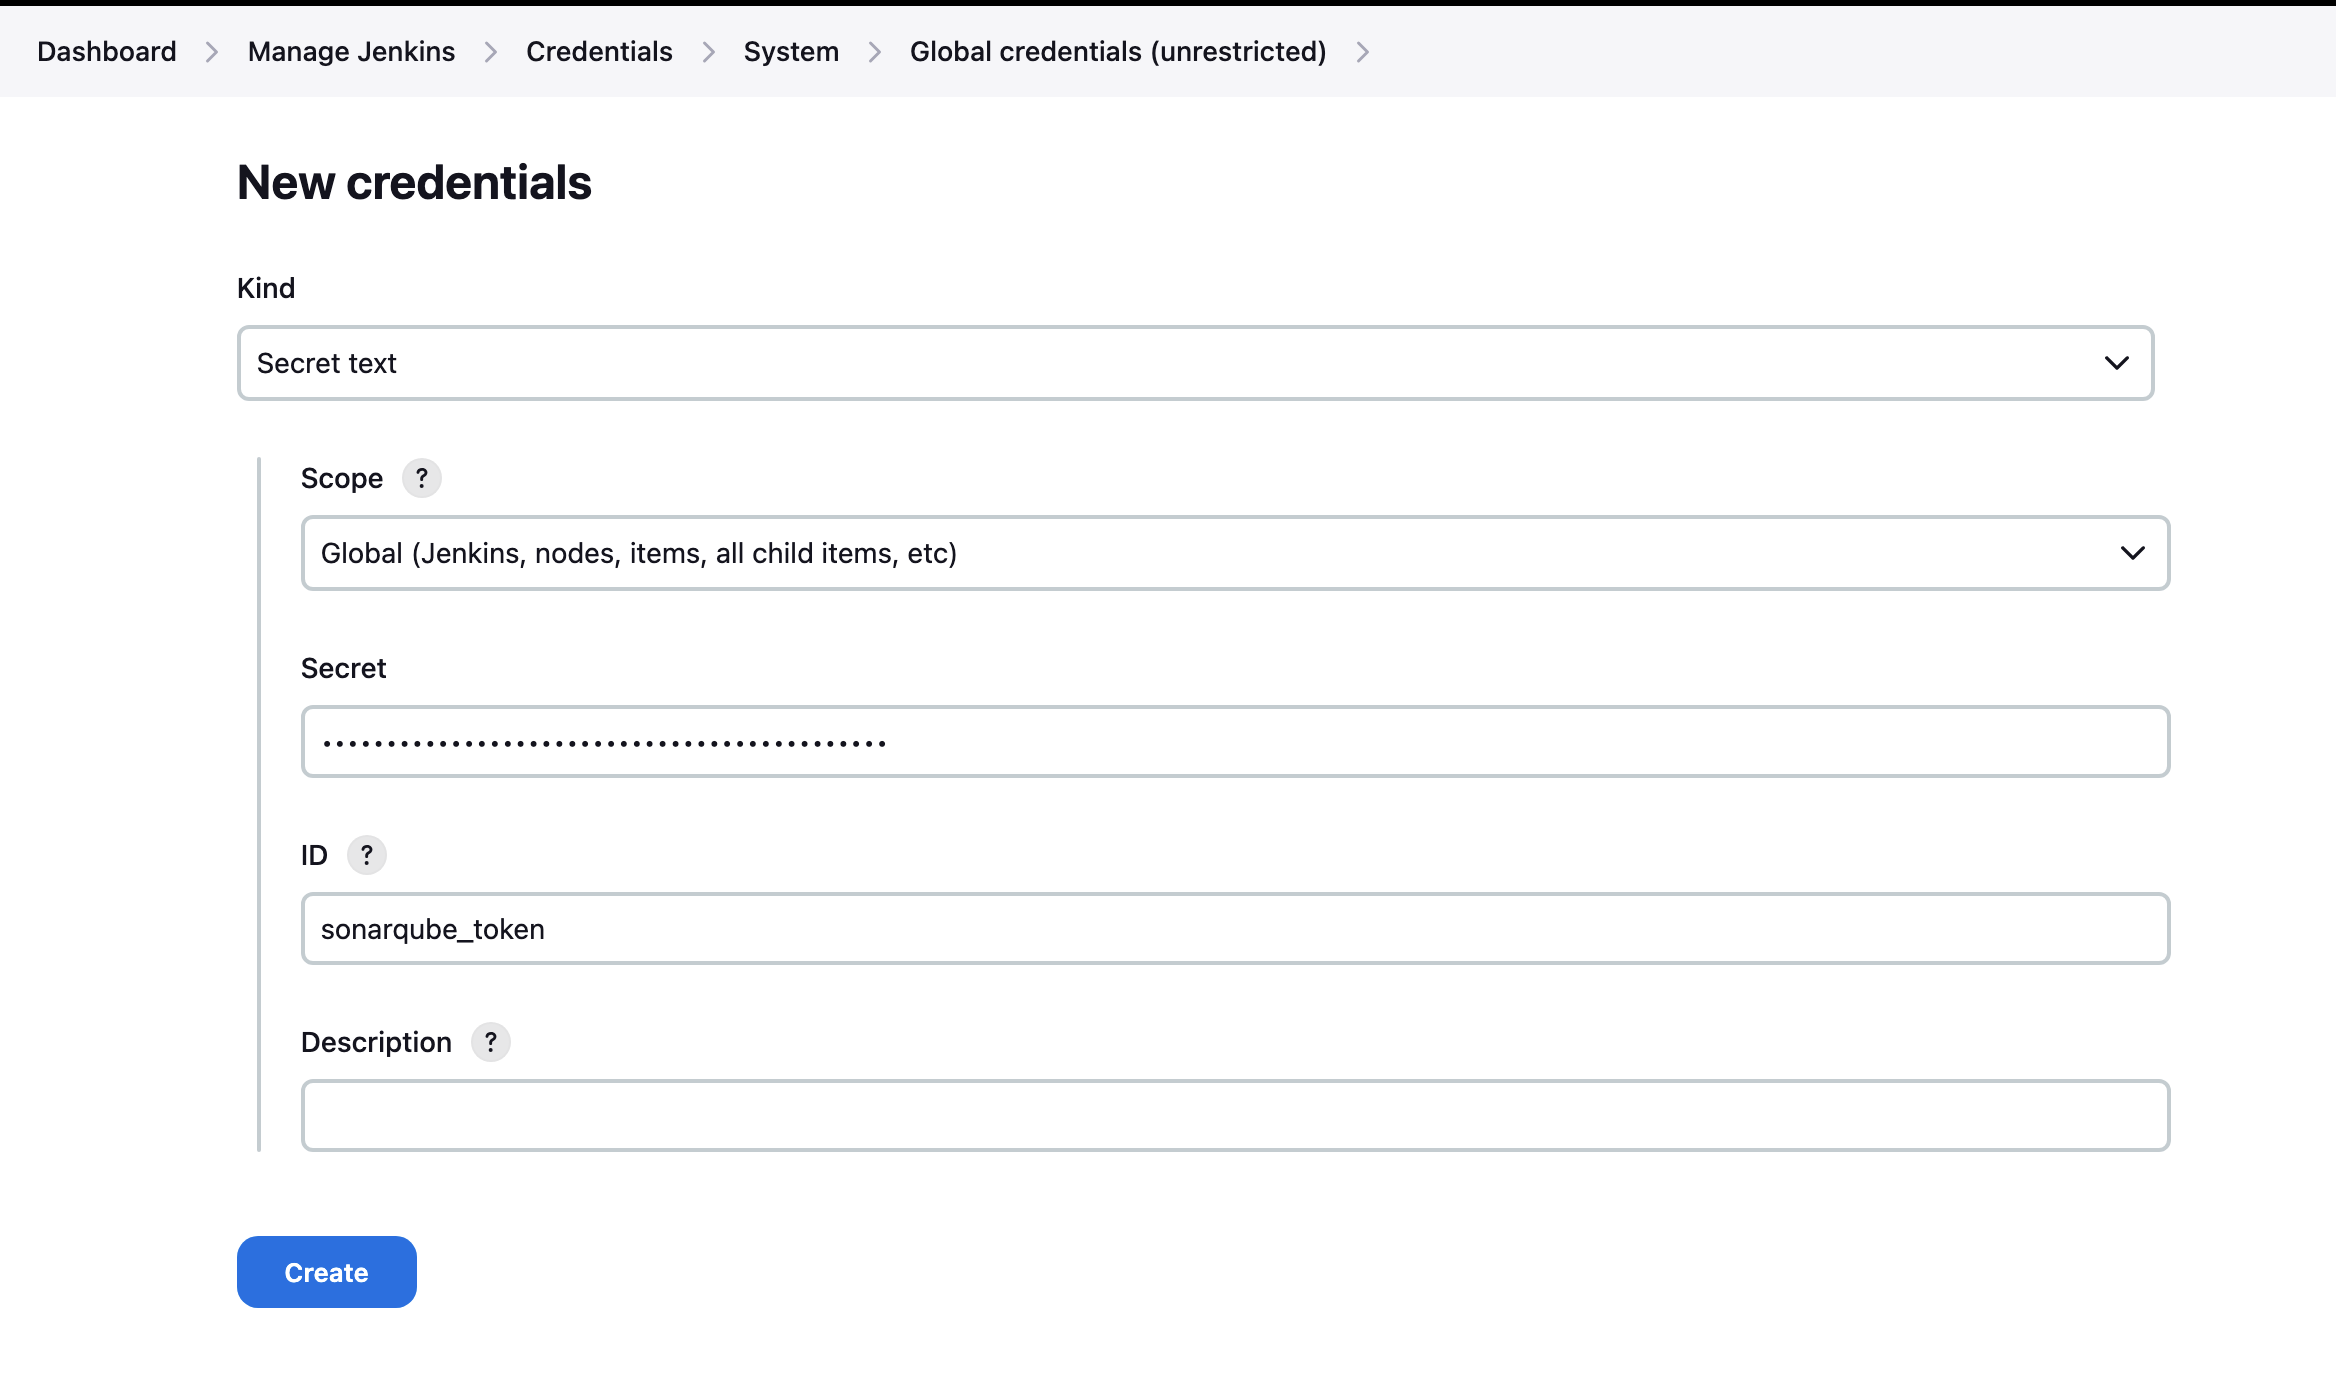 Dashboard > Manage Jenkins > Credentials > System > Global credentials (unrestricted) >
New credentials
Kind
Secret text
Scope ?
Global (Jenkins, nodes, items, all child items, etc)
Secret
••••••••••••••••••••••••••••••••••••••••••••
ID ?
sonarqube_token
Description ?
Create